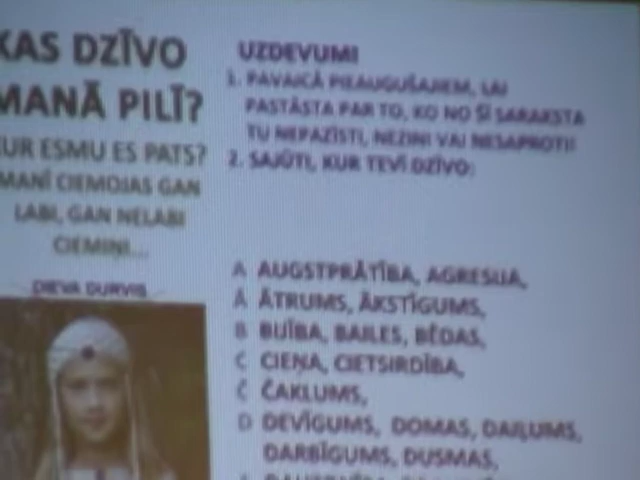 KAS DZĪVO
MANĀ PILĪ?
KUR ESMU ES PATS?
MANĪ CIEMOJAS GAN
LABI, GAN NELABI
CIEMIŅI...
DIEVA DURVIS
UZDEVUMI
1. PAVAICĀ PIEAUGUŠAJIEM, LAI
PASTĀSTA PAR TO, KO NO ŠĪ SARAKSTA
TU NEPAZĪSTI, NEZINI VAI NESAPROTI!
2. SAJŪTI, KUR TEVĪ DZĪVO:
A AUGSTPRĀTĪBA, AGRESIJA,
Ā ĀTRUMS, ĀKSTĪGUMS,
B BUĪBA, BAILES, BĒDAS,
C CIEŅA, CIETSIRDĪBA,
Č ČAKLUMS,
D DEVĪGUMS, DOMAS, DAIĻUMS,
DARBĪGUMS, DUSMAS,